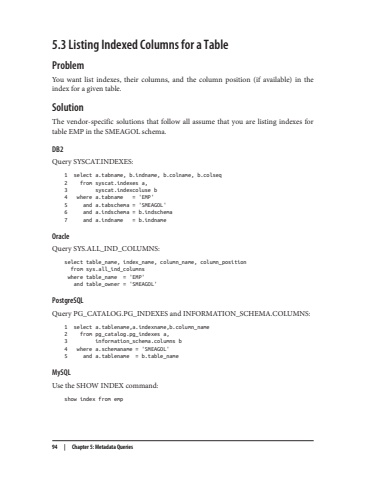 5.3 Listing Indexed Columns for a Table
Problem
You want list indexes, their columns, and the column position (if available) in the
index for a given table.
Solution
The vendor-specific solutions that follow all assume that you are listing indexes for
table EMP in the SMEAGOL schema.
DB2
Query SYSCAT.INDEXES:
1 select a.tabname, b.indname, b.colname, b.colseq
2 from syscat.indexes a,
3 syscat.indexcoluse b
4 where a.tabname = 'EMP'
5 and a.tabschema = 'SMEAGOL'
6 and a.indschema = b.indschema
7 and a.indname = b.indname
Oracle
Query SYS.ALL_IND_COLUMNS:
select table_name, index_name, column_name, column_position
from sys.all_ind_columns
where table_name = 'EMP'
and table_owner = 'SMEAGOL'
PostgreSQL
Query PG_CATALOG.PG_INDEXES and INFORMATION_SCHEMA.COLUMNS:
1 select a.tablename,a.indexname,b.column_name
2 from pg_catalog.pg_indexes a,
3 information_schema.columns b
4 where a.schemaname = 'SMEAGOL'
5 and a.tablename = b.table_name
MySQL
Use the SHOW INDEX command:
show index from emp
94 | Chapter 5: Metadata Queries